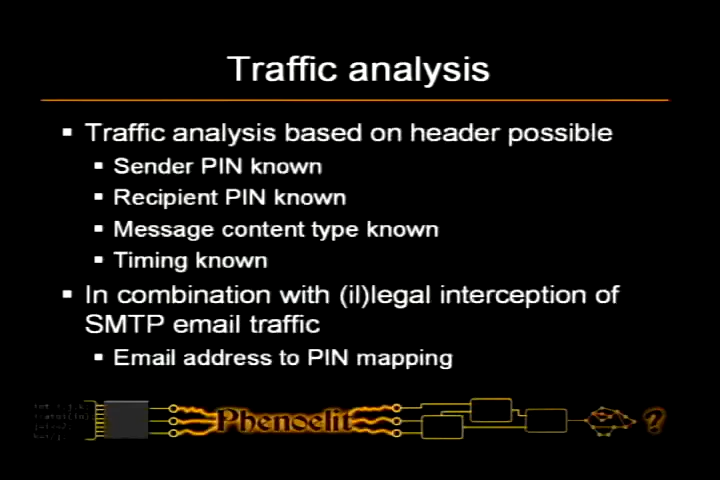 Traffic analysis
Traffic analysis based on header possible
Sender PIN known
Recipient PIN known
Message content type known
Timing known
In combination with (il)legal interception of
SMTP email traffic
Email address to PIN mapping
Phenoelit
?